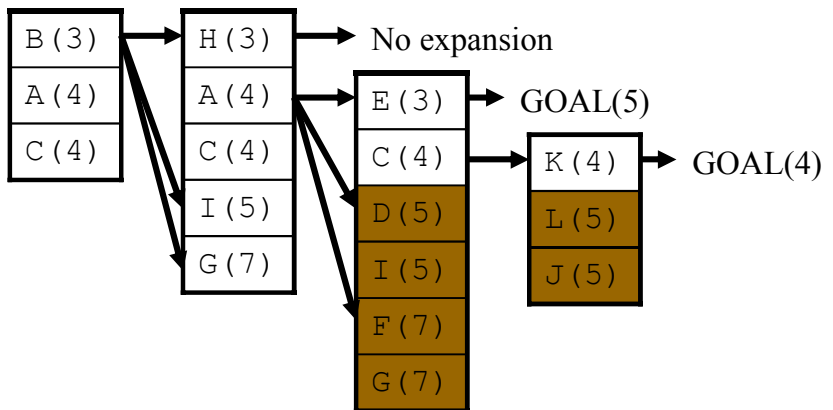 B(3)
A(4)
C(4)
H(3)
A(4)
C(4)
I(5)
G(7)
No expansion
E(3)
C(4)
D(5)
I(5)
F(7)
G(7)
GOAL(5)
K(4)
L(5)
J(5)
GOAL(4)